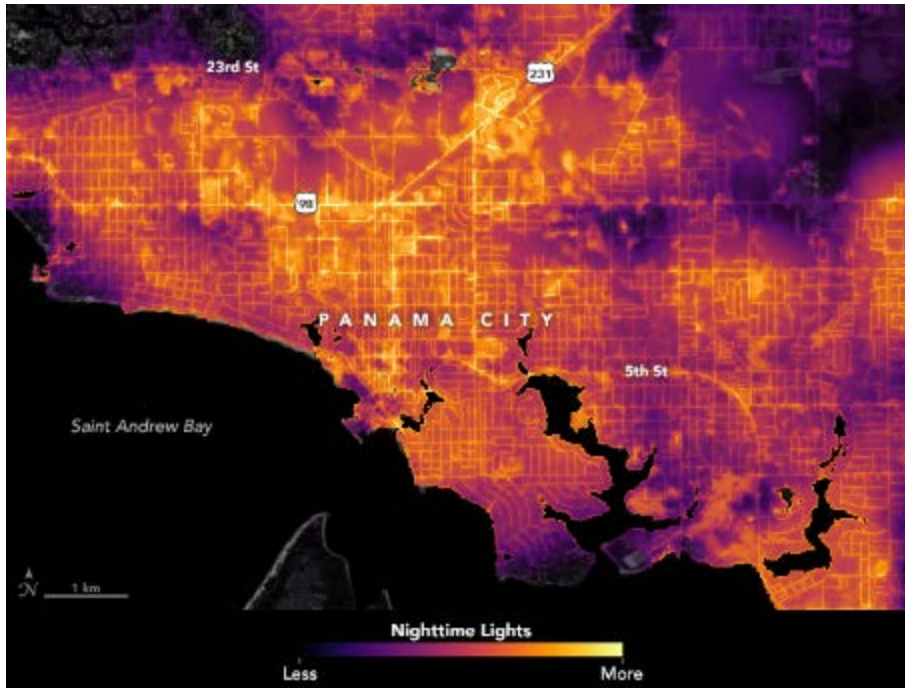 23rd St
231
98
PANAMA CITY
5th St
Saint Andrew Bay
N
1 km
Nighttime Lights
Less
More